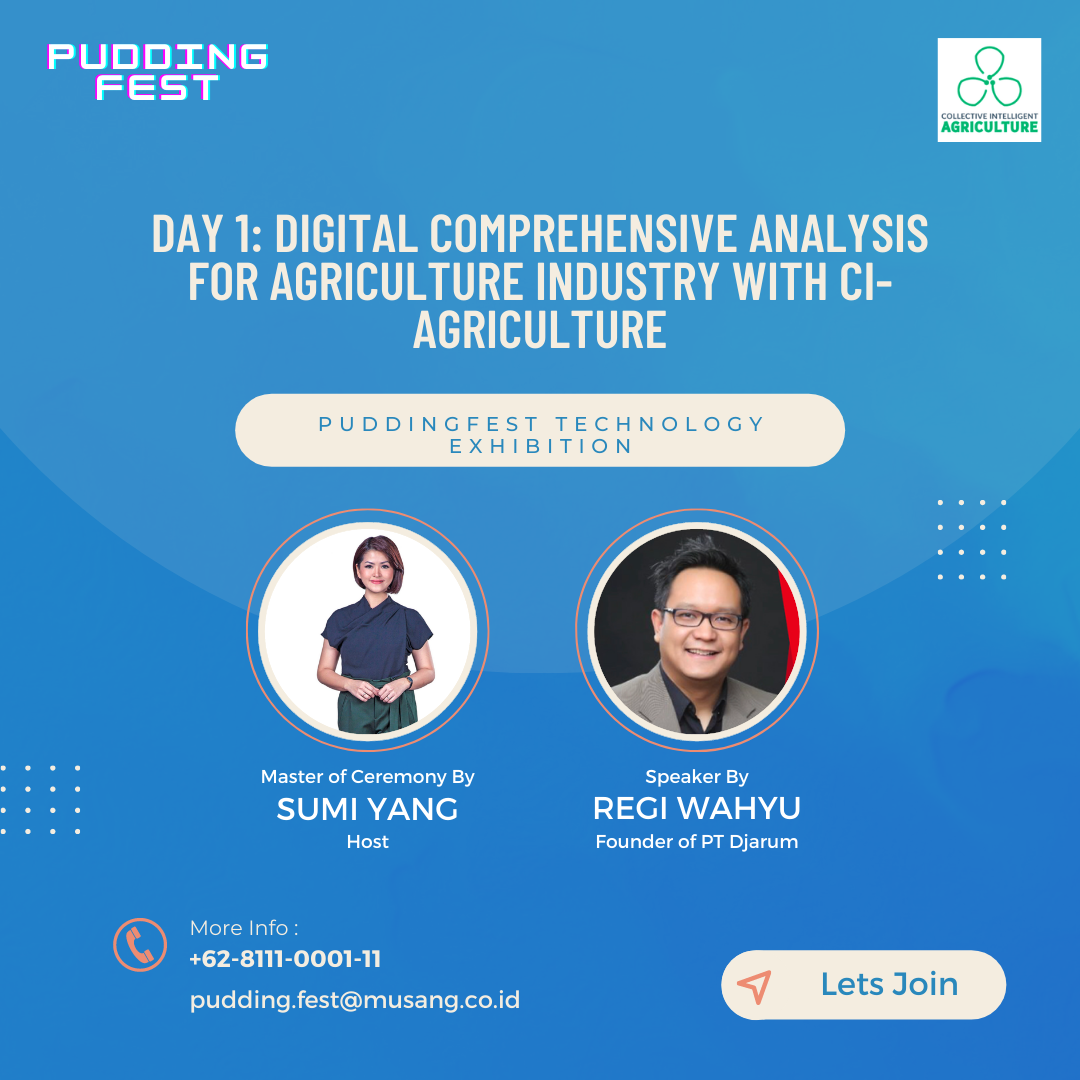 PUDDING
FEST
COLLECTIVE INTELLIGENT
AGRICULTURE
DAY 1: DIGITAL COMPREHENSIVE ANALYSIS
FOR AGRICULTURE INDUSTRY WITH CI-
AGRICULTURE
PUDDINGFEST TECHNOLOGY
EXHIBITION
Master of Ceremony By
SUMI YANG
Host
Speaker By
REGI WAHYU
Founder of PT Djarum
More Info :
+62-8111-0001-11
pudding.fest@musang.co.id
Lets Join